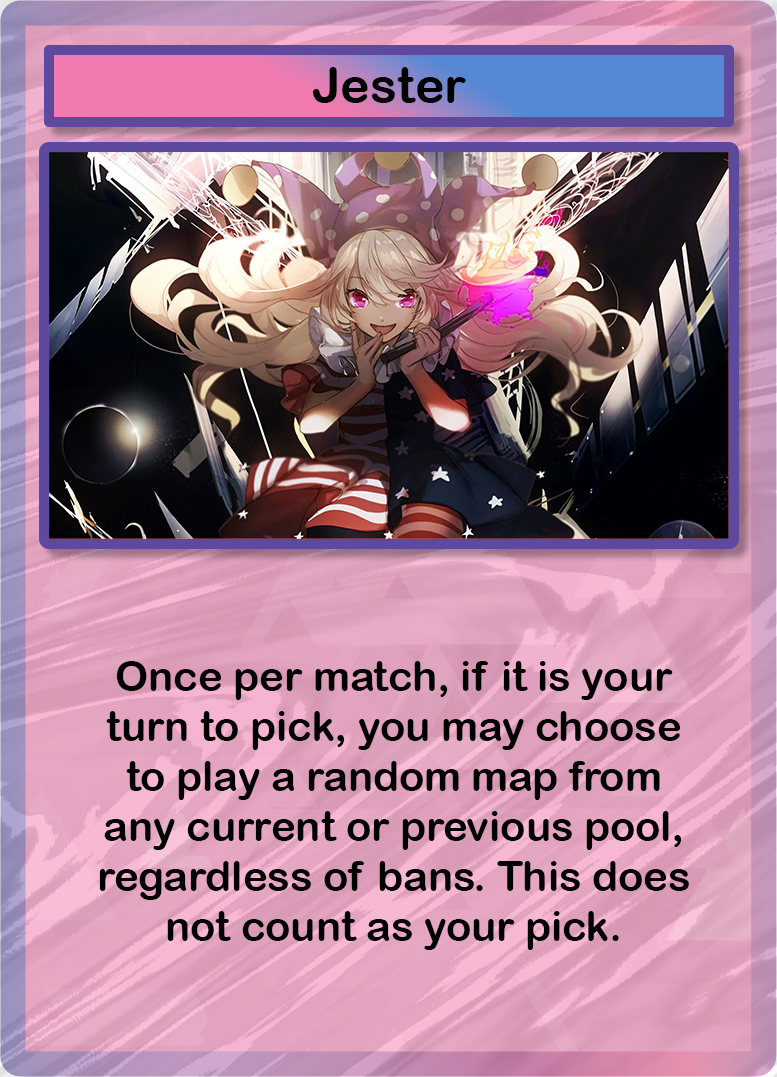 Jester
Once per match, if it is your
turn to pick, you may choose
to play a random map from
any current or previous pool,
regardless of bans. This does
not count as your pick.